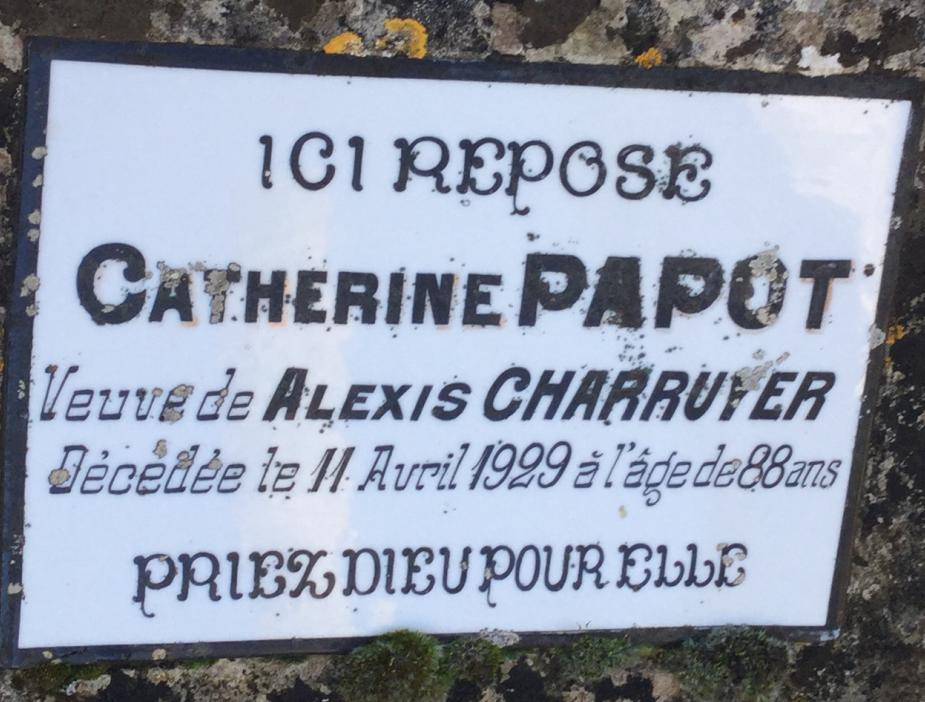 ICI REPOSE
CATHERINE PAPOT
Veuve de ALEXIS CHARRUYER
Décédée le 11 Avril 1929 à l'âge de 88 ans
PRIEZ DIEU POUR ELLE